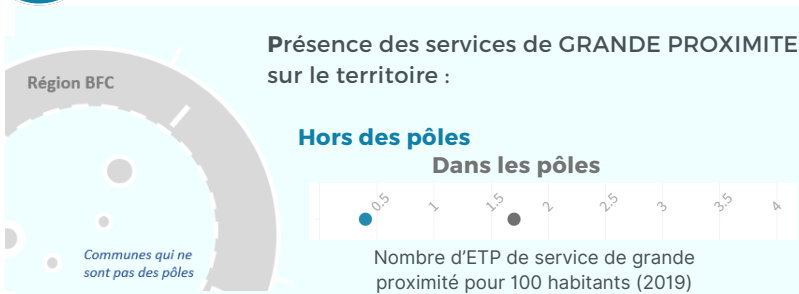 Présence des services de GRANDE PROXIMITE
sur le territoire :
Région BFC
Hors des pôles
Dans les pôles
0.5 1 1.5 2 2.5 3 3.5 4
Communes qui ne
sont pas des pôles
Nombre d’ETP de service de grande
proximité pour 100 habitants (2019)